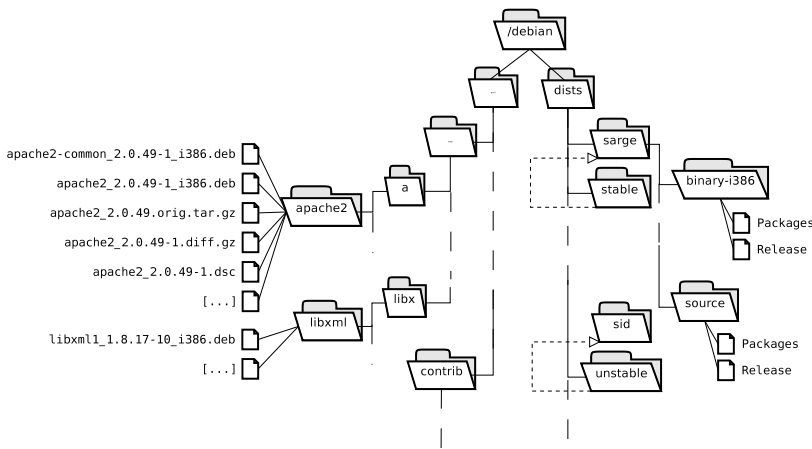 /debian
...
dists
...
sarge
apache2-common_2.0.49-1_i386.deb
a
stable
binary-i386
apache2_2.0.49-1_i386.deb
apache2
apache2_2.0.49.orig.tar.gz
Packages
apache2_2.0.49-1.diff.gz
Release
apache2_2.0.49-1.dsc
[...]
libx
source
libxml
sid
libxml1_1.8.17-10_i386.deb
Packages
[...]
contrib
unstable
Release